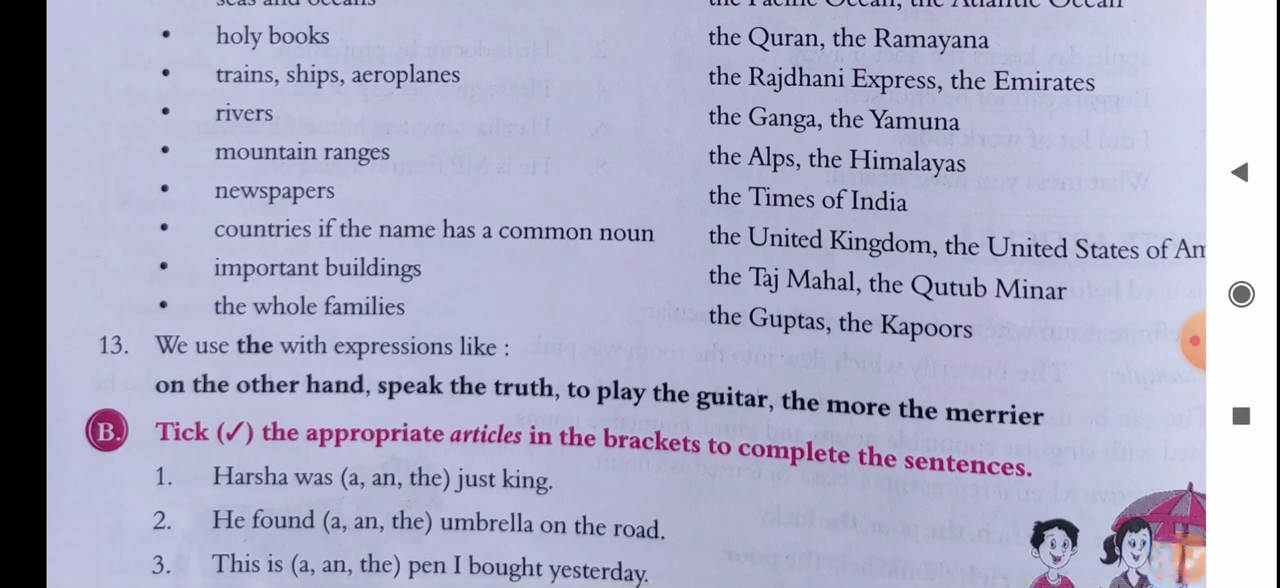 seas and oceans the Pacific Ocean, the Atlantic Ocean
• holy books the Quran, the Ramayana
• trains, ships, aeroplanes the Rajdhani Express, the Emirates
• rivers the Ganga, the Yamuna
• mountain ranges the Alps, the Himalayas
• newspapers the Times of India
• countries if the name has a common noun the United Kingdom, the United States of Am
• important buildings the Taj Mahal, the Qutub Minar
• the whole families the Guptas, the Kapoors
13. We use the with expressions like :
on the other hand, speak the truth, to play the guitar, the more the merrier
B. Tick (✓) the appropriate articles in the brackets to complete the sentences.
1. Harsha was (a, an, the) just king.
2. He found (a, an, the) umbrella on the road.
3. This is (a, an, the) pen I bought yesterday.